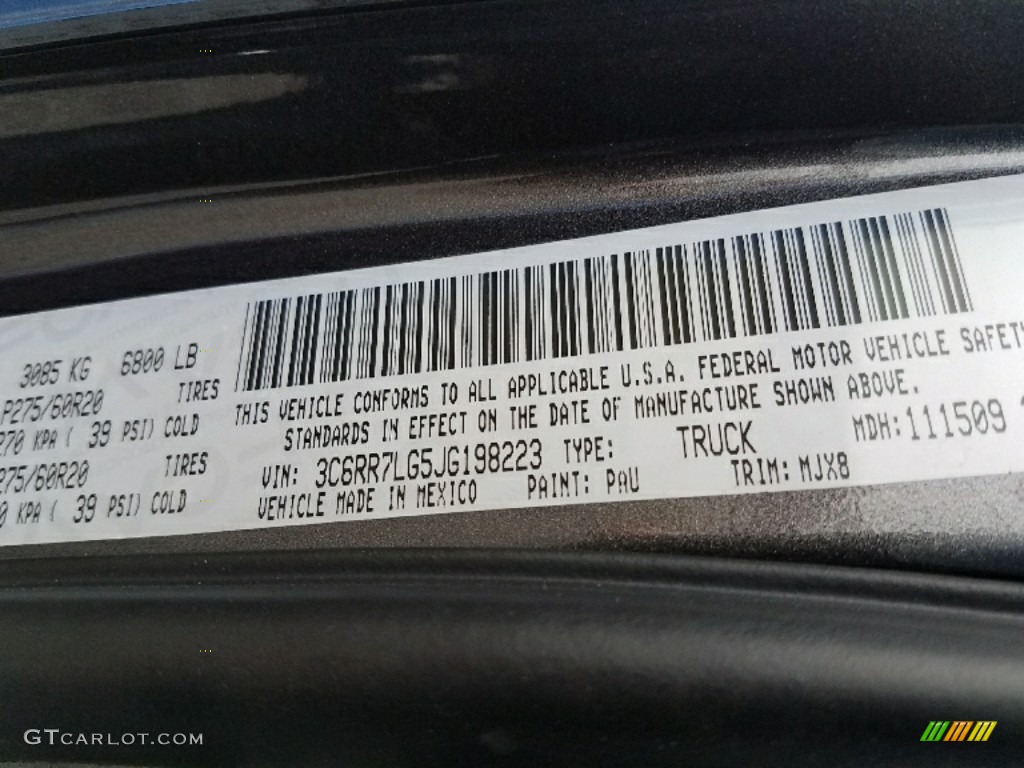 3085 KG 6800 LB
P275/60R20 TIRES
270 KPA ( 39 PSI) COLD
275/60R20 TIRES
0 KPA ( 39 PSI) COLD
THIS VEHICLE CONFORMS TO ALL APPLICABLE U.S.A. FEDERAL MOTOR VEHICLE SAFETY
STANDARDS IN EFFECT ON THE DATE OF MANUFACTURE SHOWN ABOVE.
VIN: 3C6RR7LG5JG198223 TYPE: TRUCK MDH:111509
VEHICLE MADE IN MEXICO PAINT: PAU TRIM: MJX8
GTCARLOT.COM